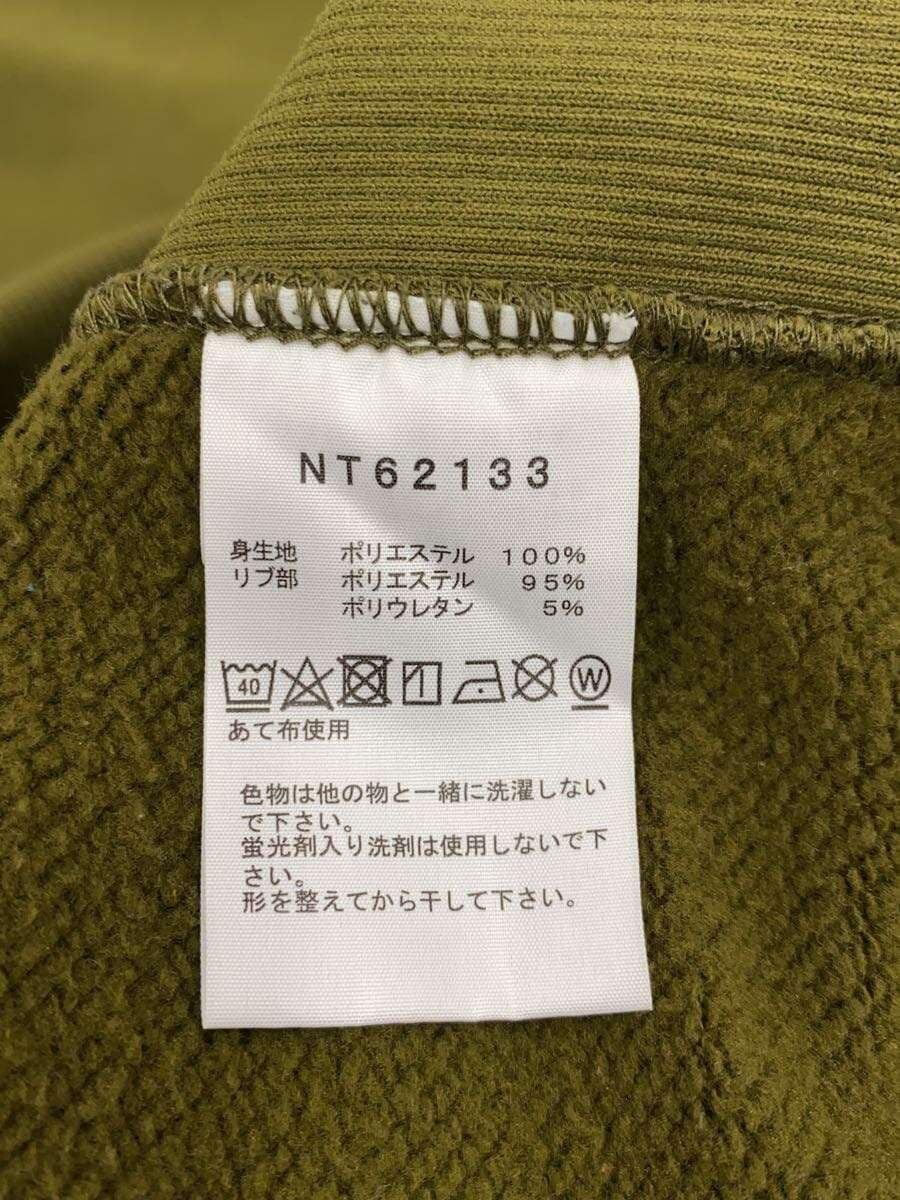 NT62133
身生地 ポリエステル 100%
リブ部 ポリエステル 95%
ポリウレタン 5%
40 W
あて布使用
色物は他の物と一緒に洗濯しない
で下さい。
蛍光剤入り洗剤は使用しないで下
さい。
形を整えてから干して下さい。